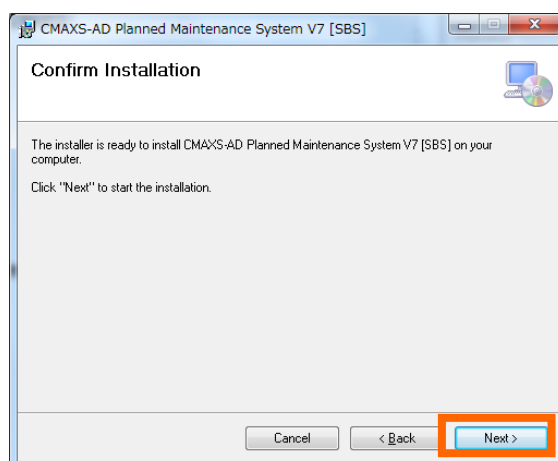 CMAXS-AD Planned Maintenance System V7 [SBS]
Confirm Installation
The installer is ready to install CMAXS-AD Planned Maintenance System V7 [SBS] on your
computer.
Click "Next" to start the installation.
Cancel
< Back
Next >